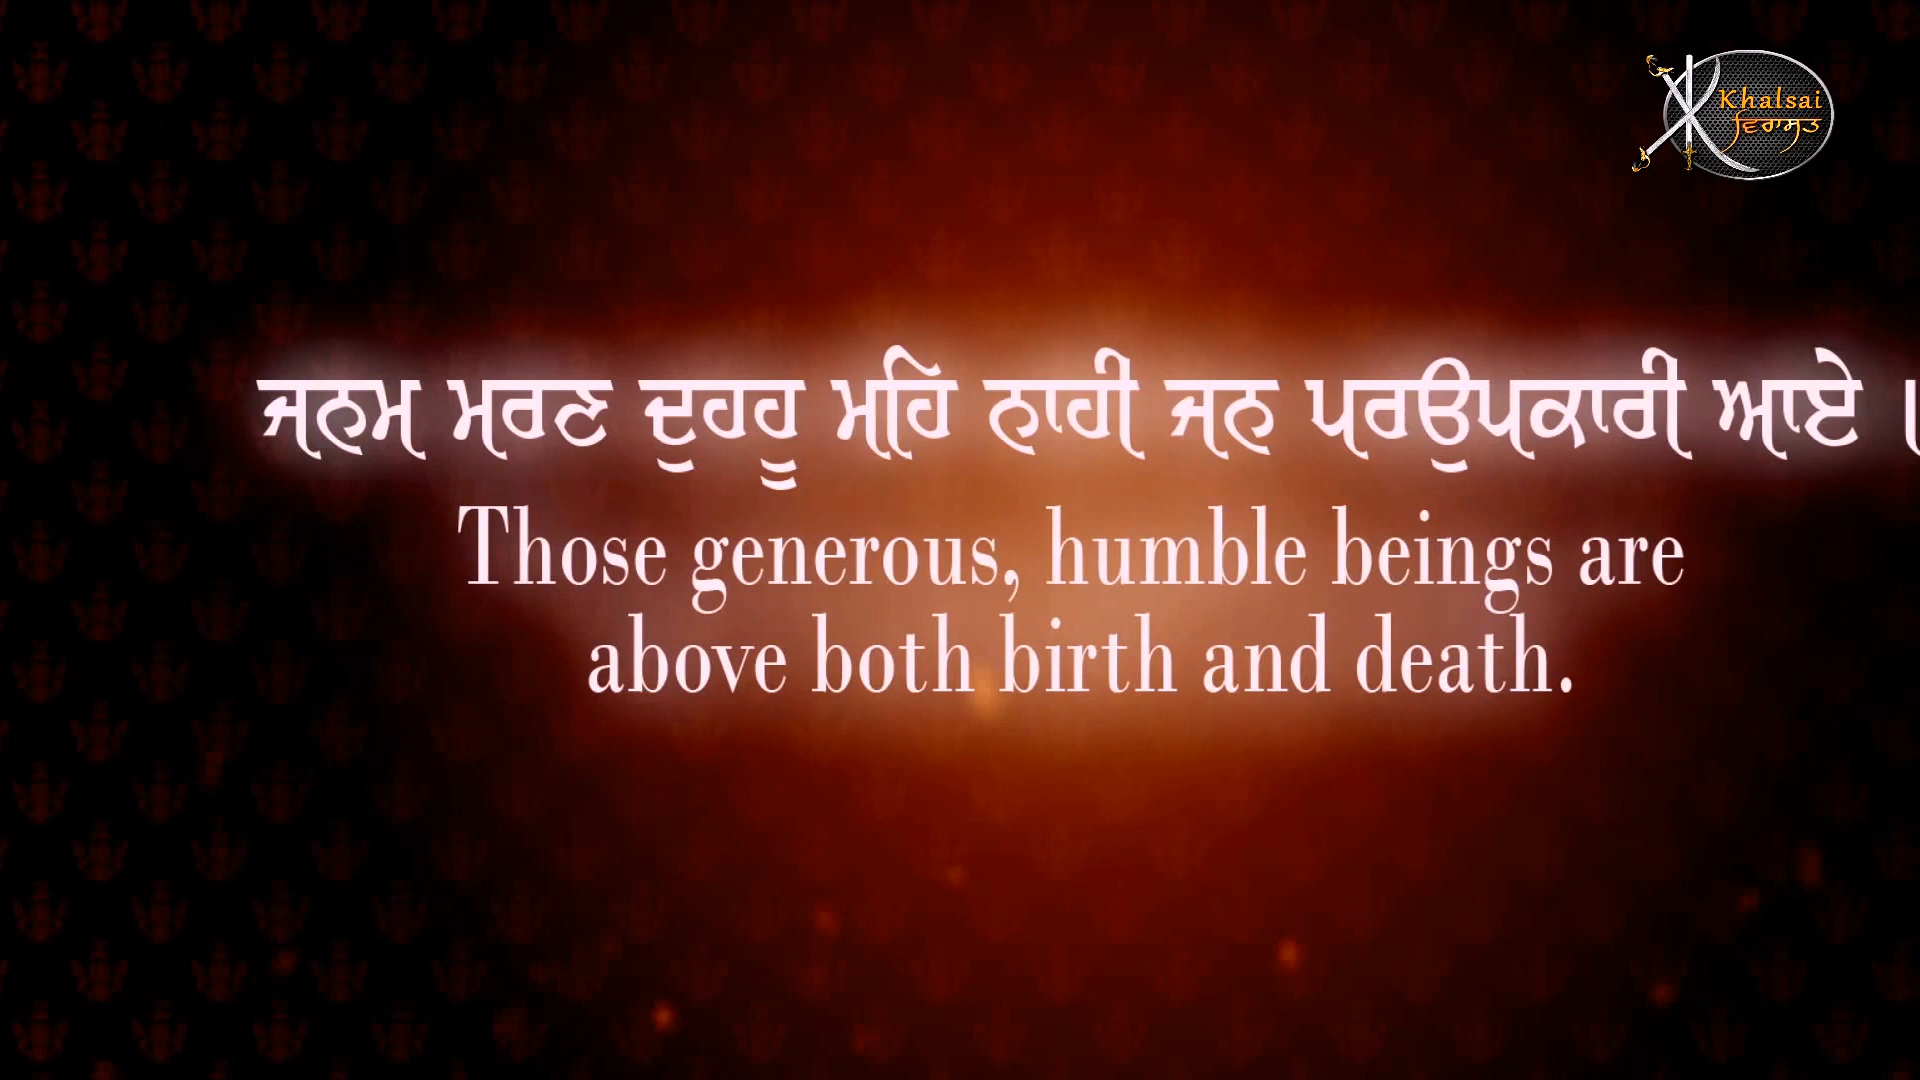 Khalsai
ਵਿਰਾਸਤ
ਜਨਮ ਮਰਣ ਦੁਹਹੂ ਮਹਿ ਨਾਹੀ ਜਨ ਪਰਉਪਕਾਰੀ ਆਏ ।
Those generous, humble beings are
above both birth and death.